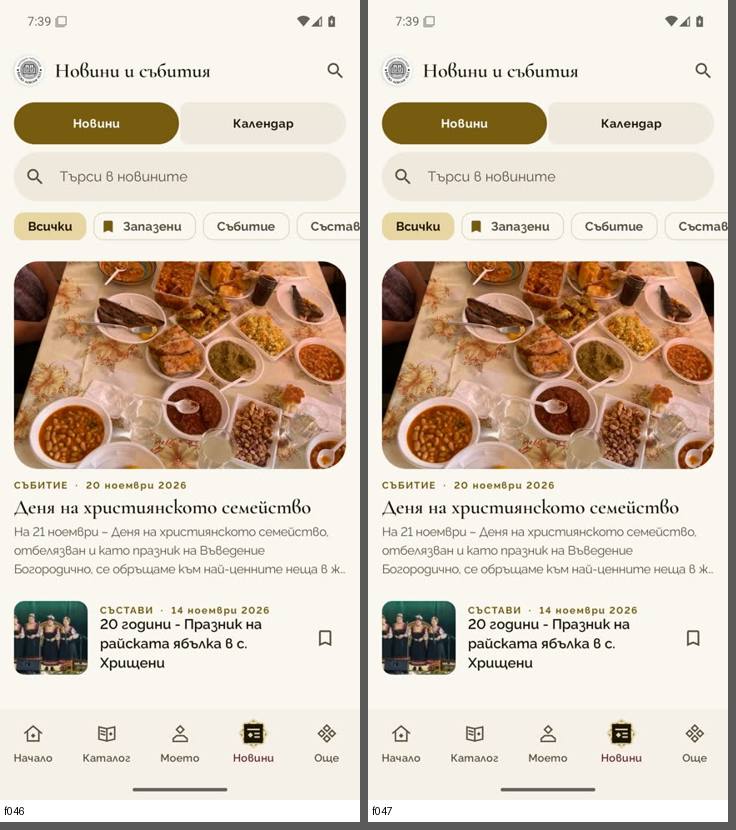 7:39
Новини и събития
Новини
Календар
Търси в новините
Всички
Запазени
Събитие
Състав
СЪБИТИЕ · 20 ноември 2026
Деня на християнското семейство
На 21 ноември – Деня на християнското семейство,
отбелязван и като празник на Въведение
Богородично, се обръщаме към най-ценните неща в ж..
СЪСТАВИ · 14 ноември 2026
20 години - Празник на
райската ябълка в с.
Хрищени
Начало
Каталог
Моето
Новини
Още
f046
7:39
Новини и събития
Новини
Календар
Търси в новините
Всички
Запазени
Събитие
Състав
СЪБИТИЕ · 20 ноември 2026
Деня на християнското семейство
На 21 ноември – Деня на християнското семейство,
отбелязван и като празник на Въведение
Богородично, се обръщаме към най-ценните неща в ж..
СЪСТАВИ · 14 ноември 2026
20 години - Празник на
райската ябълка в с.
Хрищени
Начало
Каталог
Моето
Новини
Още
f047